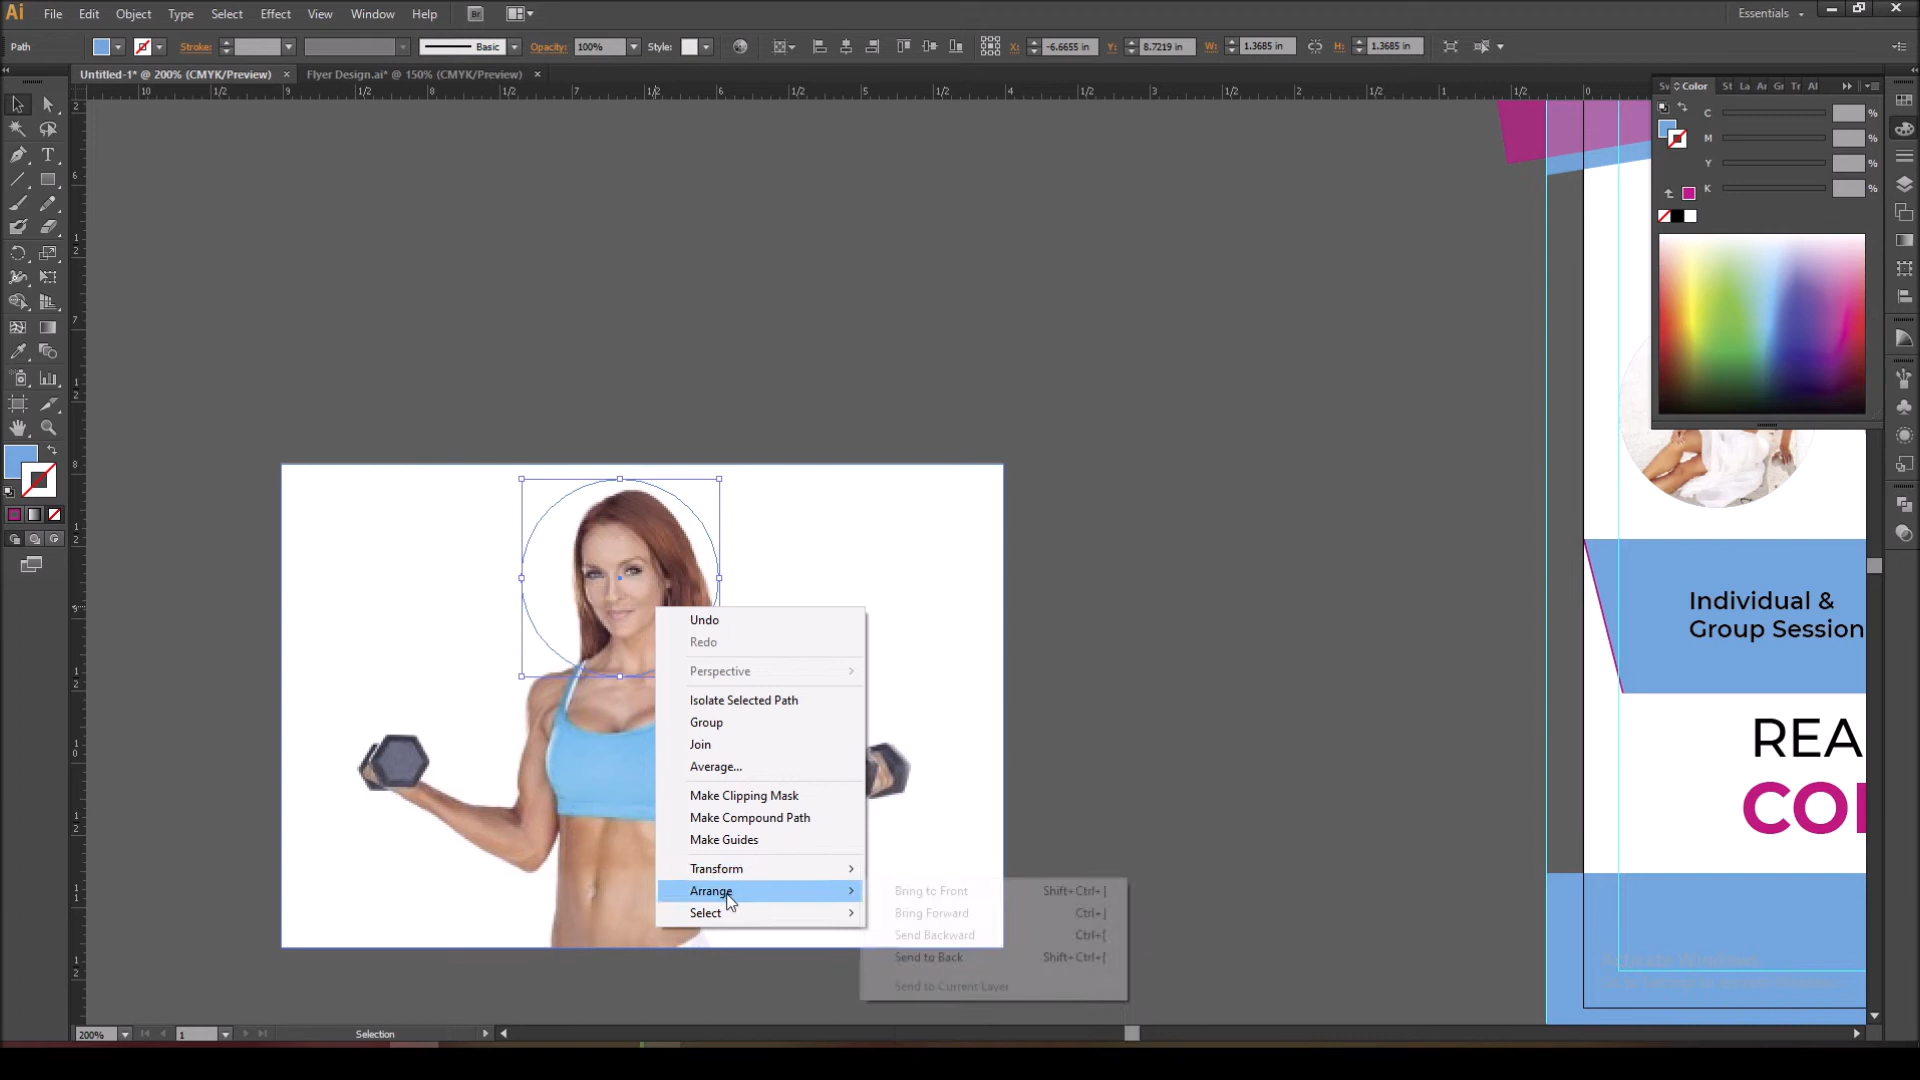 Ai File Edit Object Type Select Effect View Window Help Br Essentials
Path Stroke: Basic Opacity: 100% Style: X: -6.6655 in Y: 8.7219 in W: 1.3685 in H: 1.3685 in
Untitled-1* @ 200% (CMYK/Preview) × Flyer Design.ai* @ 150% (CMYK/Preview) ×
Color
C %
M %
Y %
K %
Individual &
Group Session
REA
COI
Undo
Redo
Perspective
Isolate Selected Path
Group
Join
Average...
Make Clipping Mask
Make Compound Path
Make Guides
Transform
Arrange
Select
Bring to Front Shift+Ctrl+]
Bring Forward Ctrl+]
Send Backward Ctrl+[
Send to Back Shift+Ctrl+[
Send to Current Layer
200% 1 Selection